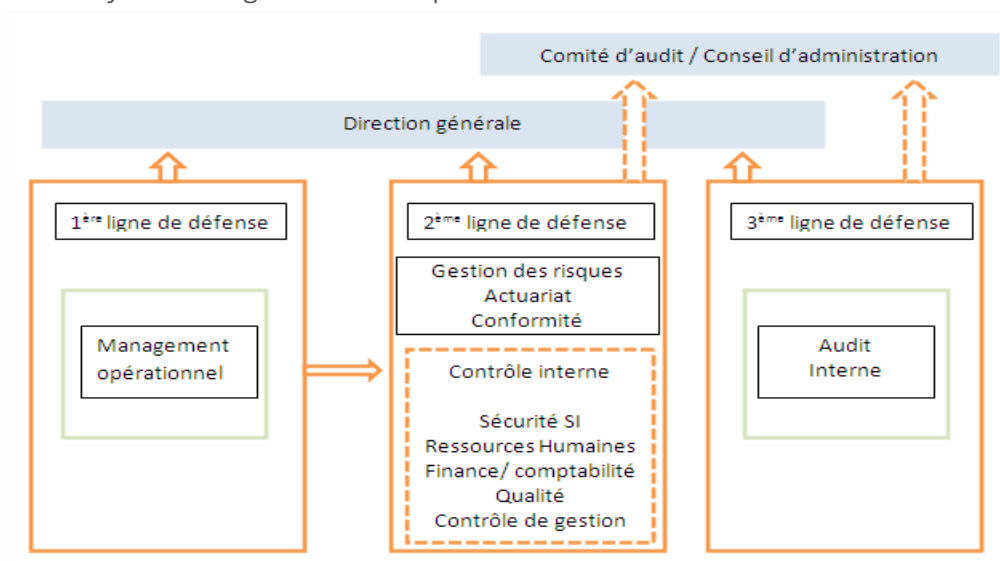 Comité d'audit / Conseil d'administration
Direction générale
1ère ligne de défense
2ème ligne de défense
3ème ligne de défense
Gestion des risques
Actuariat
Conformité
Management
opérationnel
Contrôle interne
Sécurité SI
Ressources Humaines
Finance/ comptabilité
Qualité
Contrôle de gestion
Audit
Interne